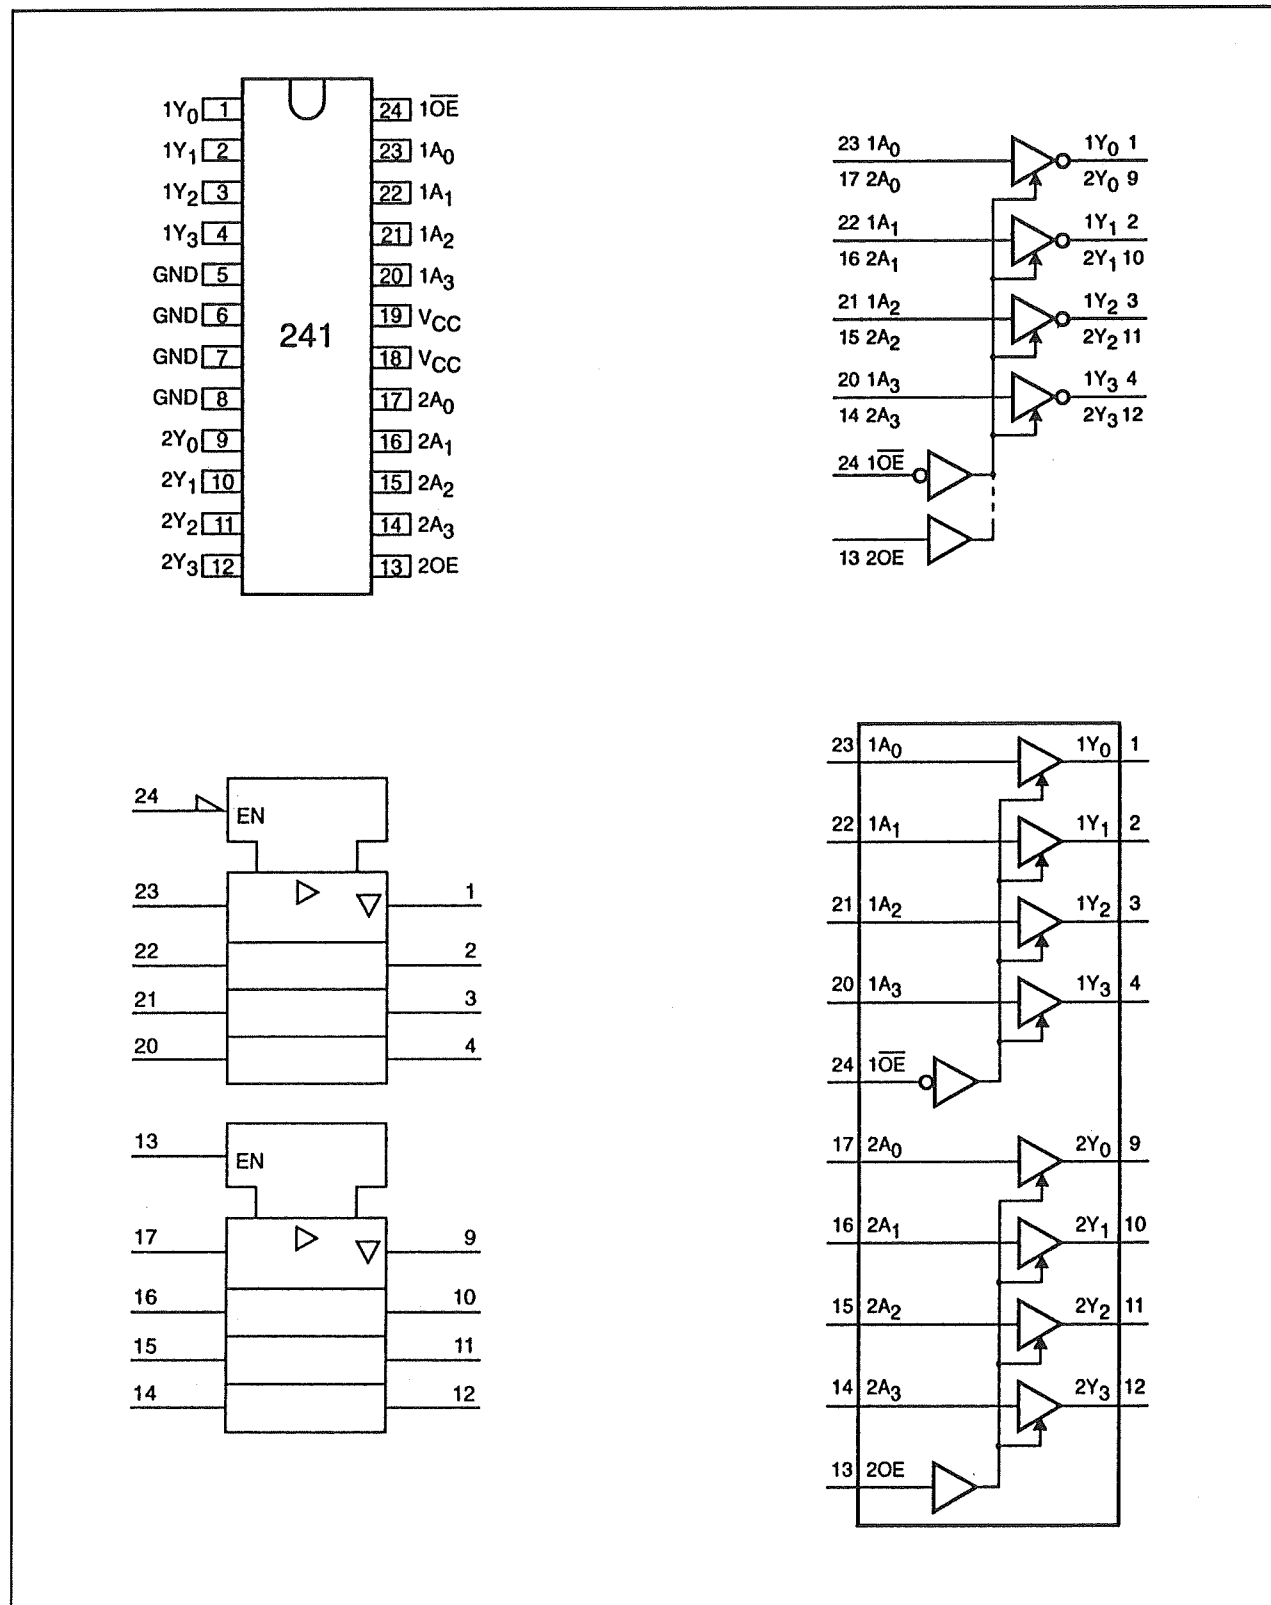 1Y0 1 24 1O̅E̅
1Y1 2 23 1A0
1Y2 3 22 1A1
1Y3 4 21 1A2
GND 5 20 1A3
GND 6 19 VCC
241
GND 7 18 VCC
GND 8 17 2A0
2Y0 9 16 2A1
2Y1 10 15 2A2
2Y2 11 14 2A3
2Y3 12 13 2OE
23 1A0 1Y0 1
17 2A0 2Y0 9
22 1A1 1Y1 2
16 2A1 2Y1 10
21 1A2 1Y2 3
15 2A2 2Y2 11
20 1A3 1Y3 4
14 2A3 2Y3 12
24 1O̅E̅
13 2OE
24 EN
23 1
22 2
21 3
20 4
13 EN
17 9
16 10
15 11
14 12
23 1A0 1Y0 1
22 1A1 1Y1 2
21 1A2 1Y2 3
20 1A3 1Y3 4
24 1O̅E̅
17 2A0 2Y0 9
16 2A1 2Y1 10
15 2A2 2Y2 11
14 2A3 2Y3 12
13 2OE